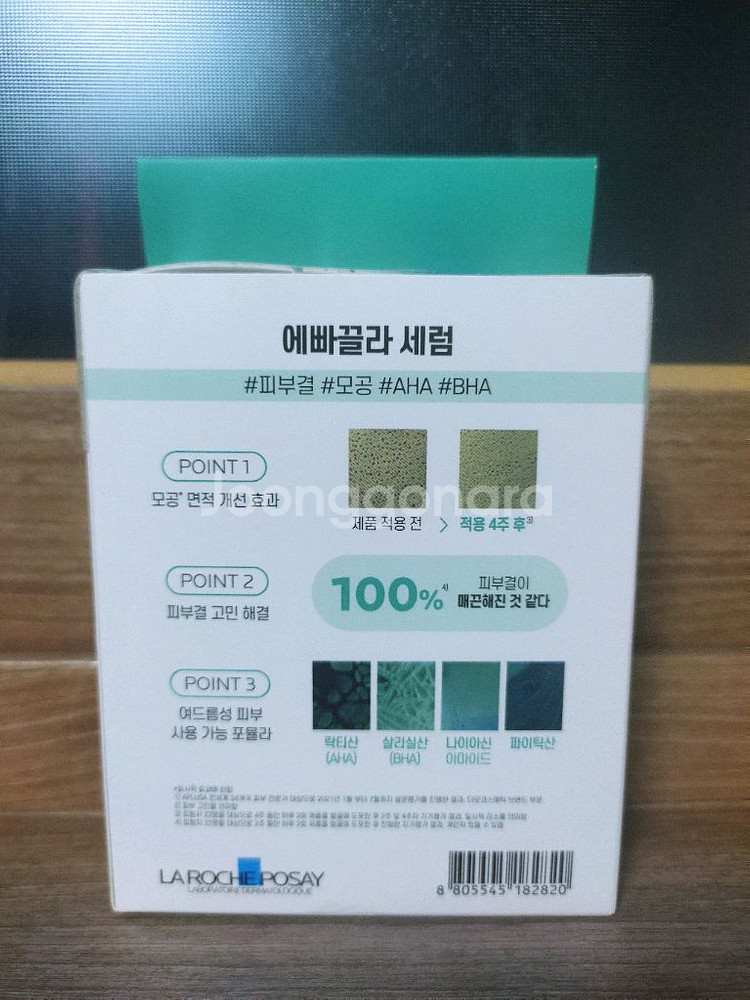 에빠끌라 세럼
#피부결 #모공 #AHA #BHA
POINT 1
모공* 면적 개선 효과
제품 적용 전 > 적용 4주 후3)
Joonggonara
POINT 2
피부결 고민 해결
100%4)
피부결이
매끈해진 것 같다
POINT 3
여드름성 피부
사용 가능 포뮬라
락티산
(AHA)
살리실산
(BHA)
나이아신
아마이드
파이틱산
LA ROCHE POSAY
LABORATOIRE DERMATOLOGIQUE
8 805545 182820